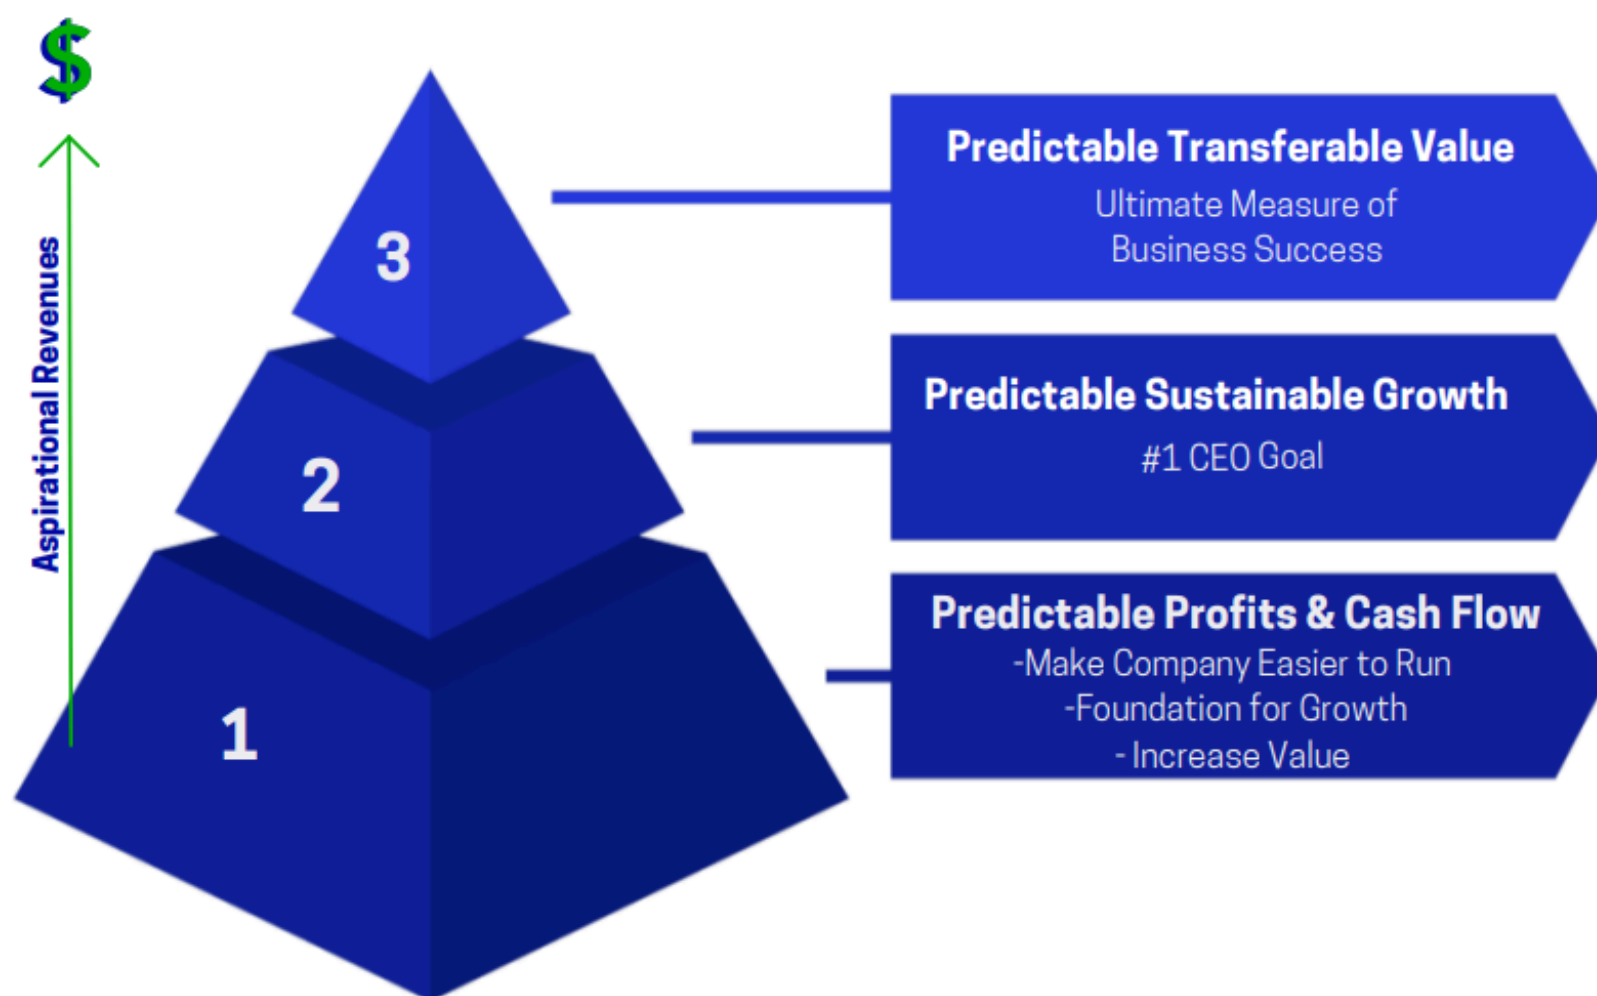 $
Aspirational Revenues
3
Predictable Transferable Value
Ultimate Measure of
Business Success
2
Predictable Sustainable Growth
#1 CEO Goal
1
Predictable Profits & Cash Flow
-Make Company Easier to Run
-Foundation for Growth
- Increase Value